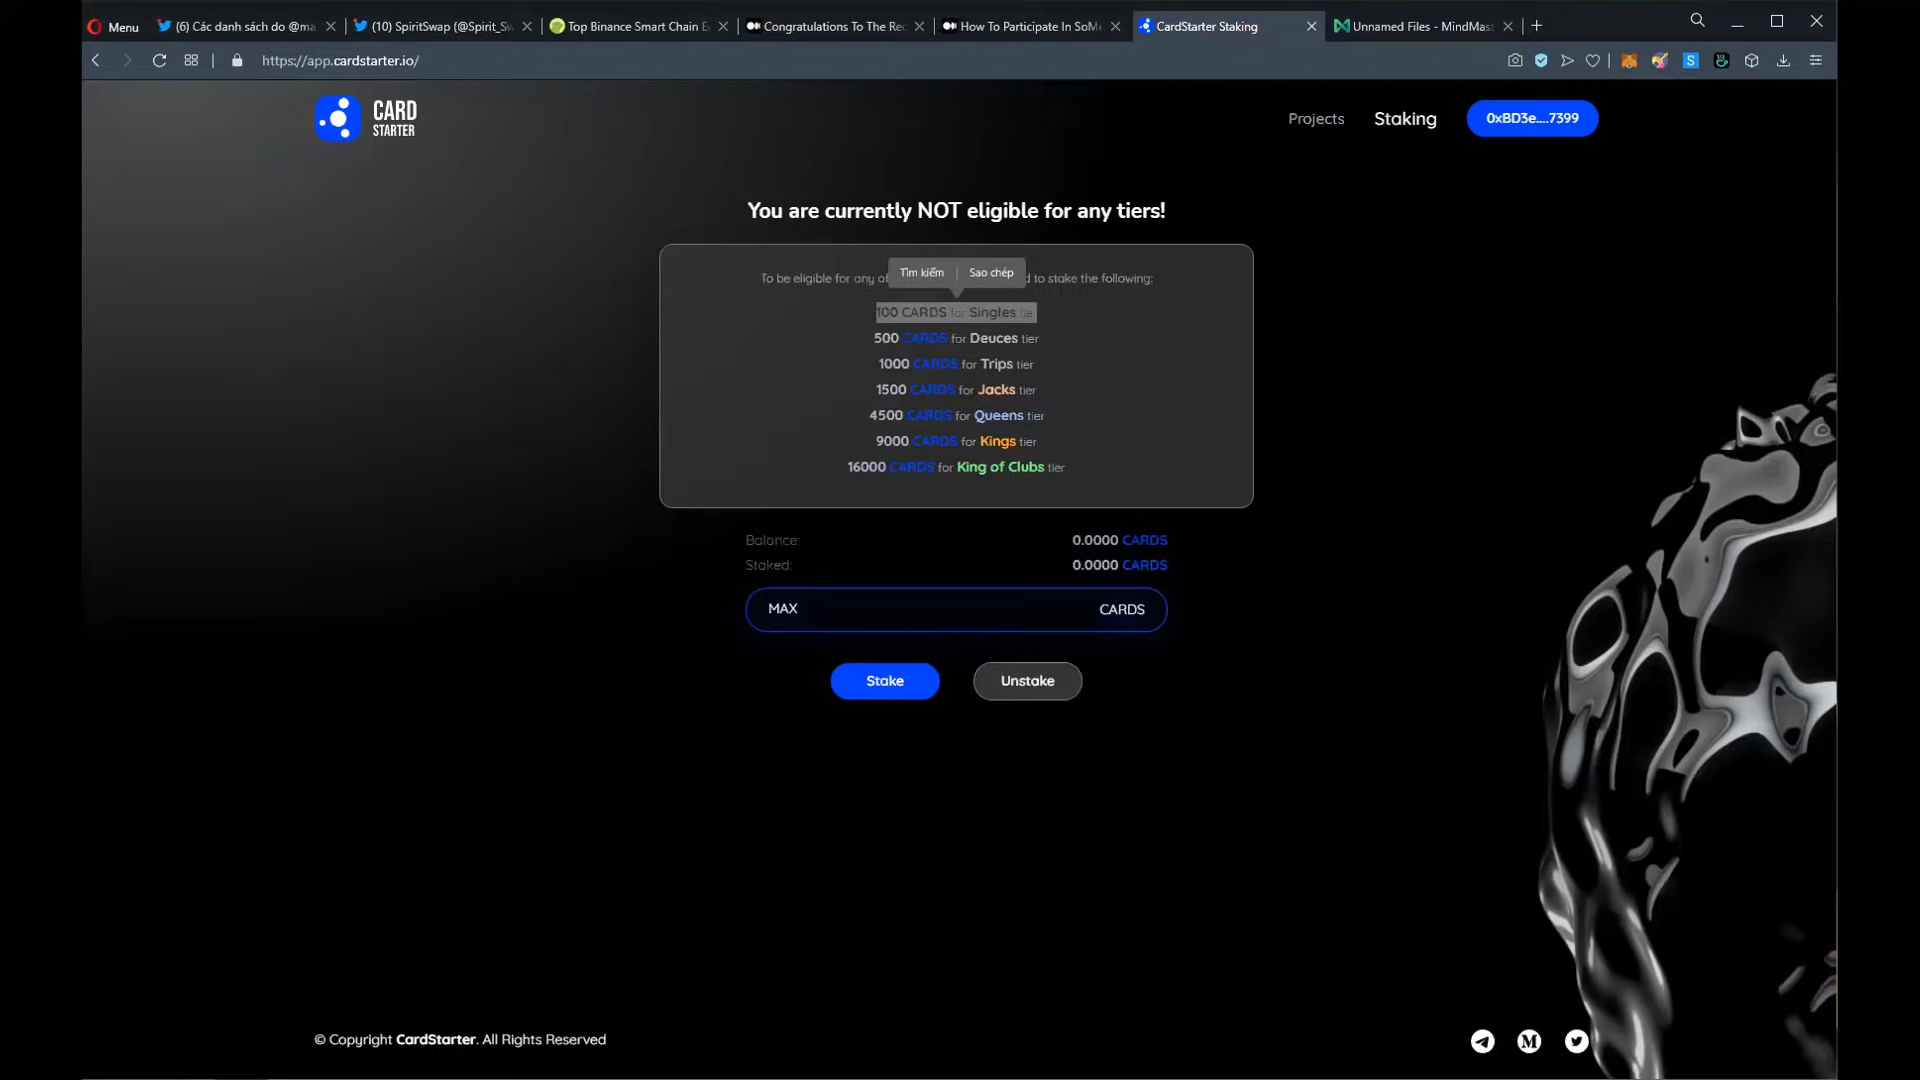 Menu
(6) Các danh sách do @ma
(10) SpiritSwap (@Spirit_Sw
Top Binance Smart Chain E
Congratulations To The Rec
How To Participate In SoMe
CardStarter Staking
Unnamed Files - MindMast
https://app.cardstarter.io/
CARD
STARTER
Projects
Staking
0xBD3e....7399
You are currently NOT eligible for any tiers!
Tìm kiếm
Sao chép
To be eligible for any of
d to stake the following:
100 CARDS for Singles tie
500 CARDS for Deuces tier
1000 CARDS for Trips tier
1500 CARDS for Jacks tier
4500 CARDS for Queens tier
9000 CARDS for Kings tier
16000 CARDS for King of Clubs tier
Balance: 0.0000 CARDS
Staked: 0.0000 CARDS
MAX CARDS
Stake
Unstake
© Copyright CardStarter. All Rights Reserved